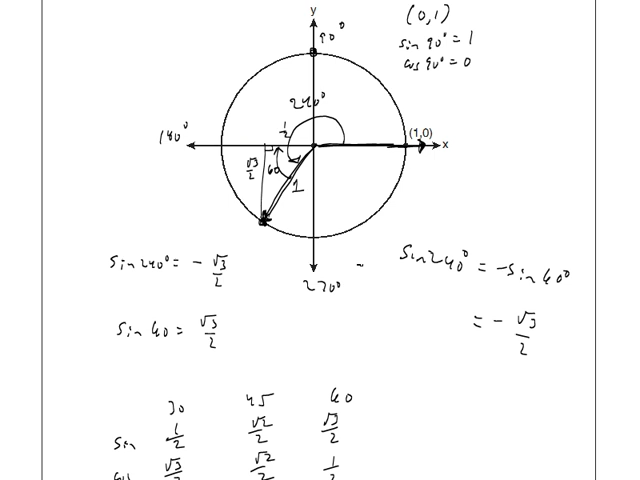 y
90°
(0,1)
sin 90° = 1
cos 90° = 0
240°
1/2
180°
(1,0)
x
√3/2
60
1
270°
sin 240° = - √3/2
sin 240° = -sin 60°
= - √3/2
sin 60 = √3/2
30 45 60
sin 1/2 √2/2 √3/2
cos √3/2 √2/2 1/2